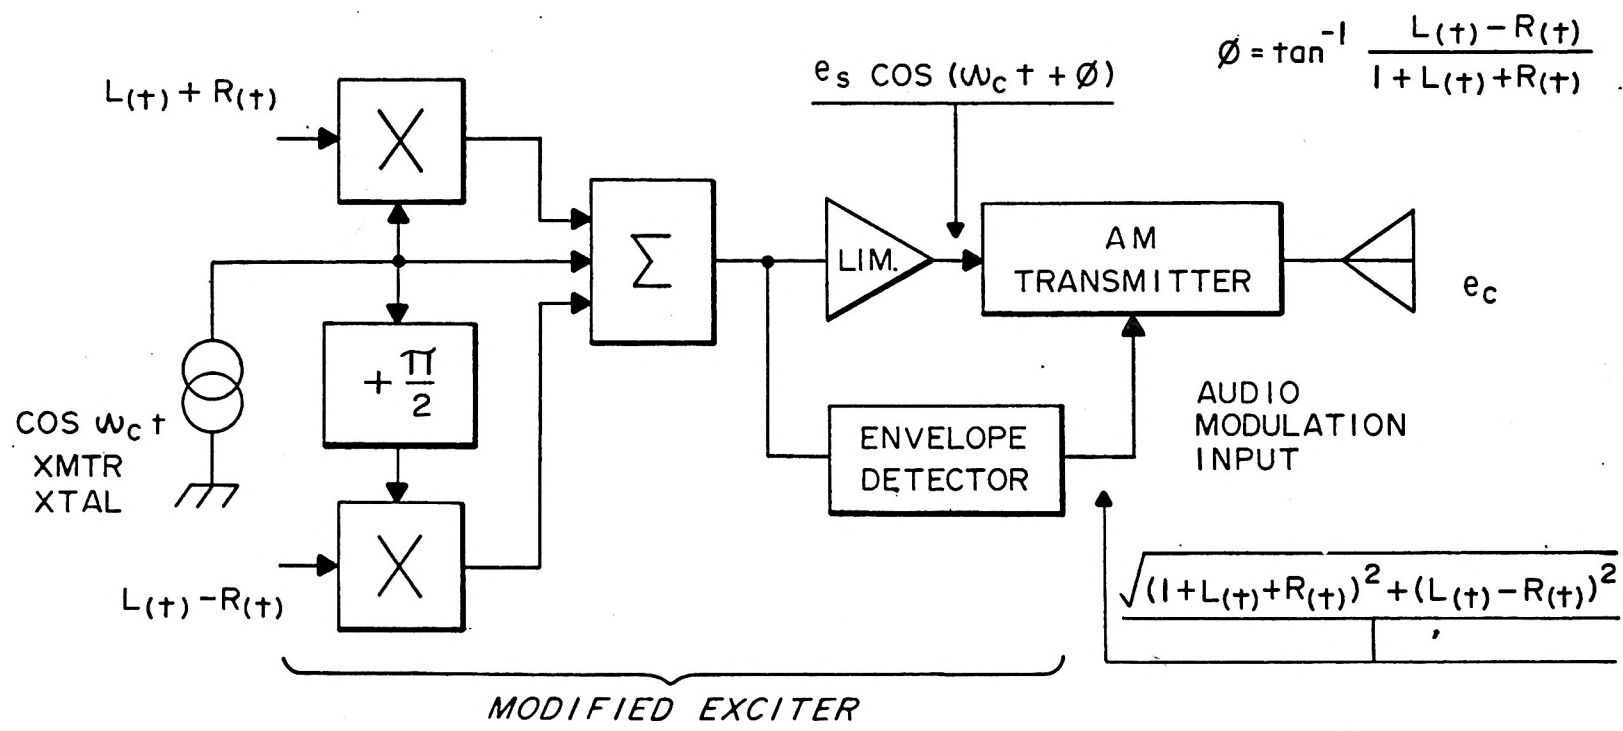 L(t) + R(t)
X
e_s COS (ω_c t + ø)
ø = tan⁻¹ (L(t) – R(t)) / (1 + L(t) + R(t))
Σ
LIM.
AM
TRANSMITTER
e_c
+ π/2
COS ω_c t
XMTR
XTAL
ENVELOPE
DETECTOR
AUDIO
MODULATION
INPUT
X
L(t) – R(t)
√(1+L(t)+R(t))² + (L(t) – R(t))²
MODIFIED EXCITER